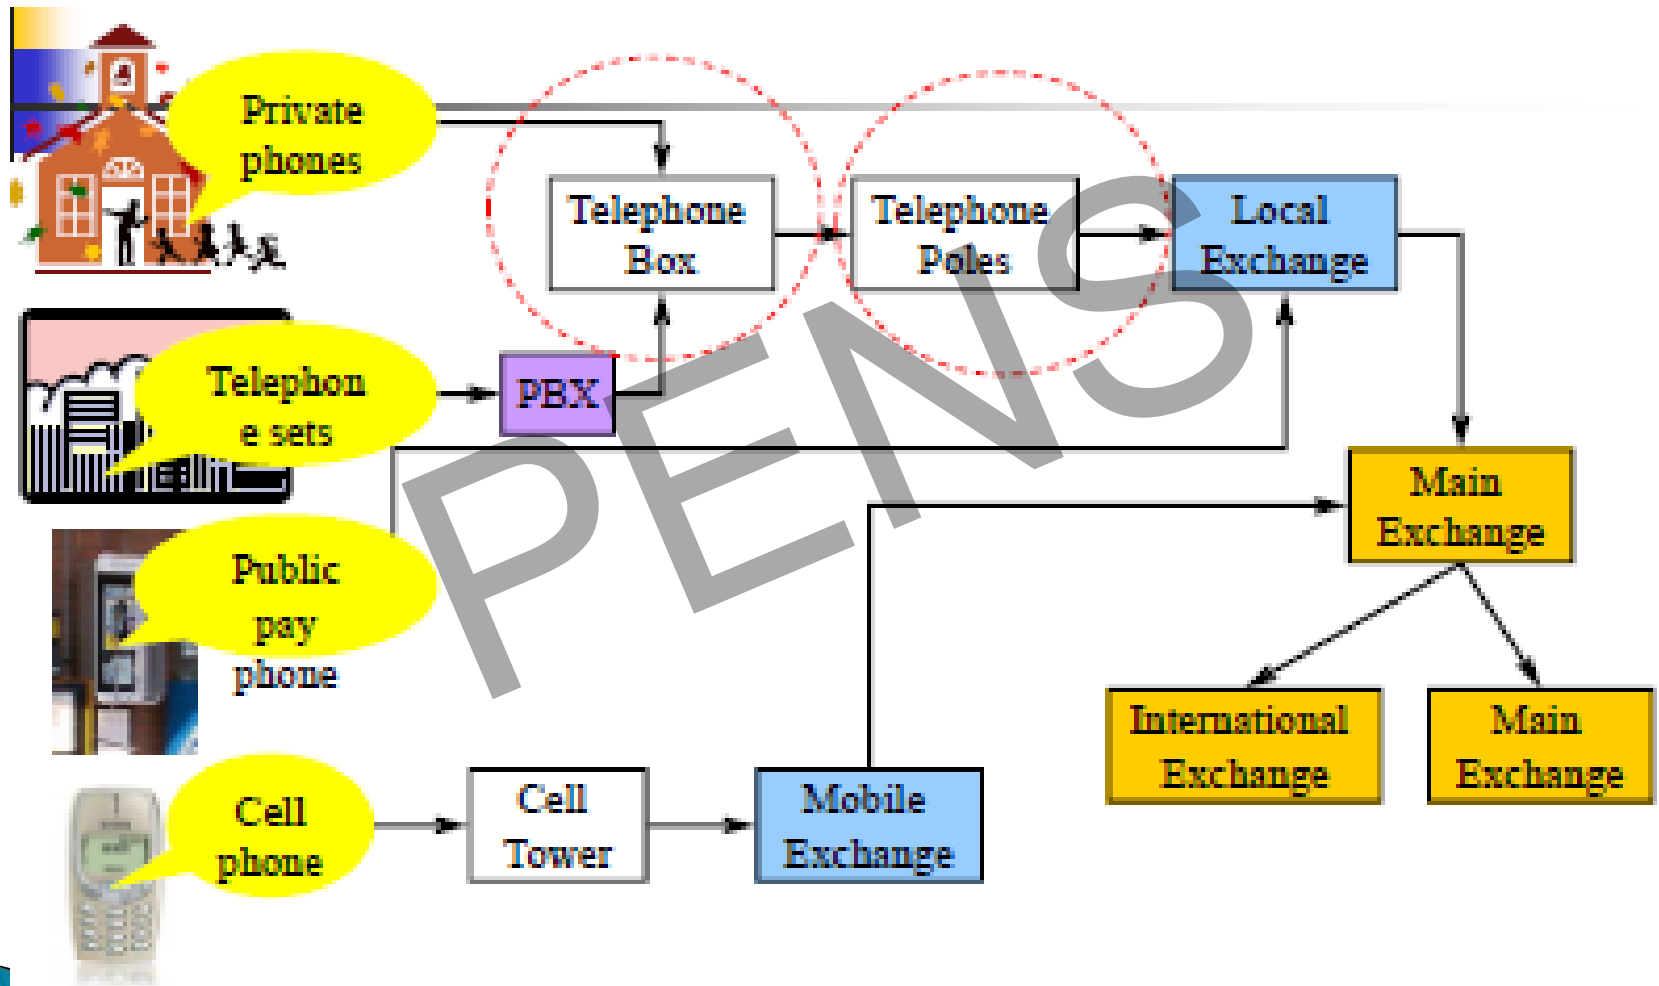 Private
phones
Telephone
Box
Telephone
Poles
Local
Exchange
Telephon
e sets
PBX
PENS
Main
Exchange
Public
pay
phone
International
Exchange
Main
Exchange
Cell
phone
Cell
Tower
Mobile
Exchange